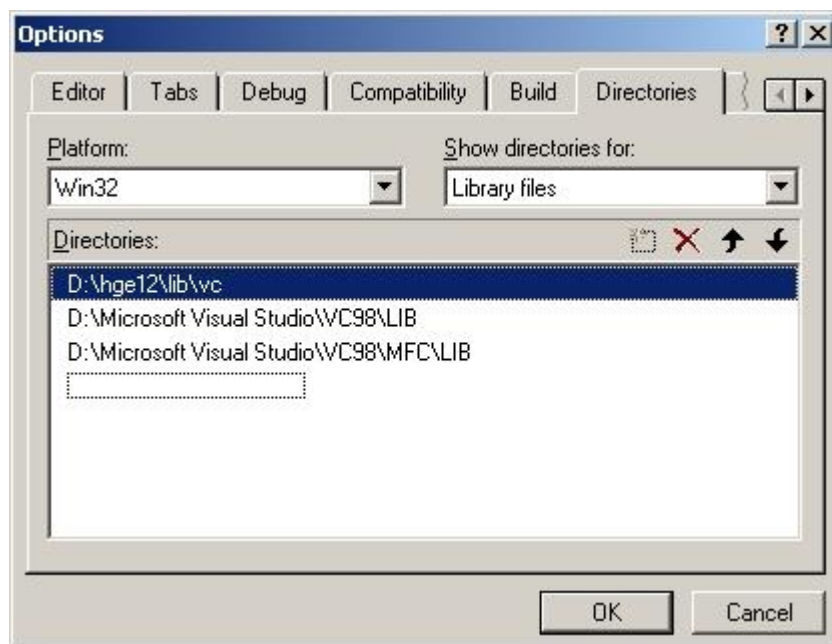 Options
Editor Tabs Debug Compatibility Build Directories
Platform: Show directories for:
Win32 Library files
Directories:
D:\hge12\lib\vc
D:\Microsoft Visual Studio\VC98\LIB
D:\Microsoft Visual Studio\VC98\MFC\LIB
OK Cancel